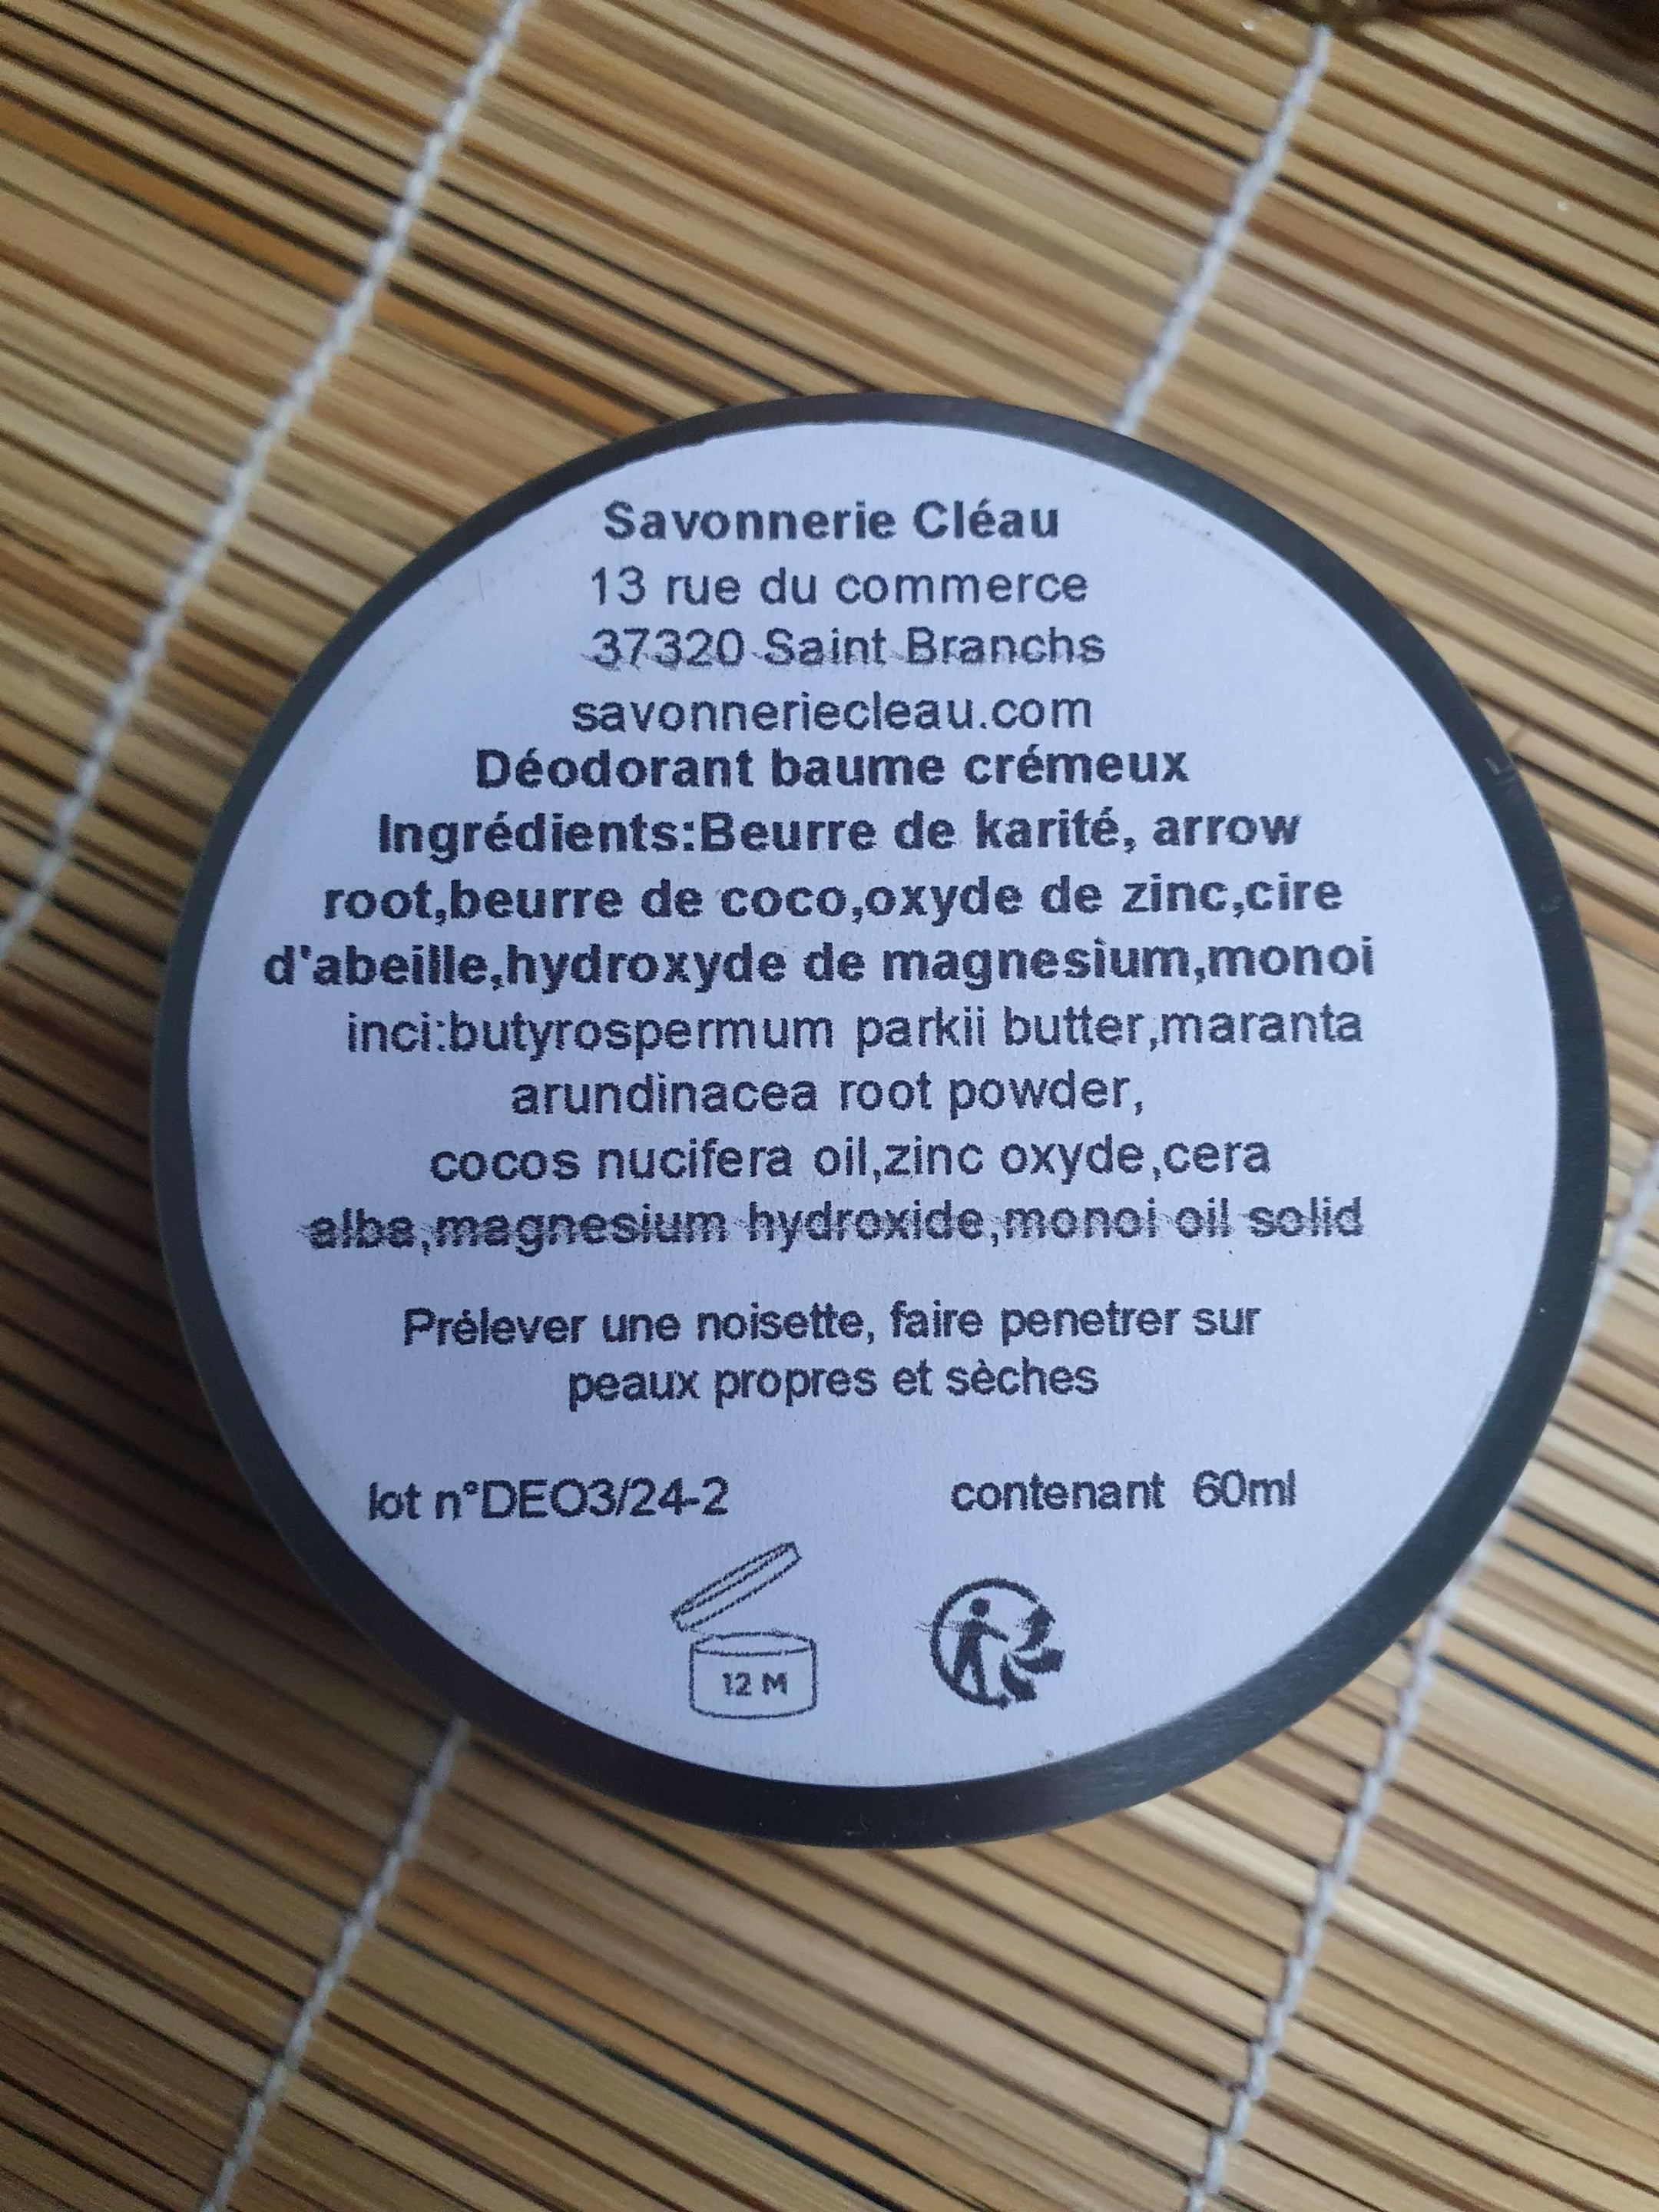 Savonnerie Cléau
13 rue du commerce
37320 Saint Branchs
savonneriecleau.com
Déodorant baume crémeux
Ingrédients:Beurre de karité, arrow
root,beurre de coco,oxyde de zinc,cire
d'abeille,hydroxyde de magnesium,monoi
inci:butyrospermum parkii butter,maranta
arundinacea root powder,
cocos nucifera oil,zinc oxyde,cera
alba,magnesium hydroxide,monoi oil solid
Prélever une noisette, faire penetrer sur
peaux propres et sèches
lot n°DEO3/24-2 contenant 60ml
12 M